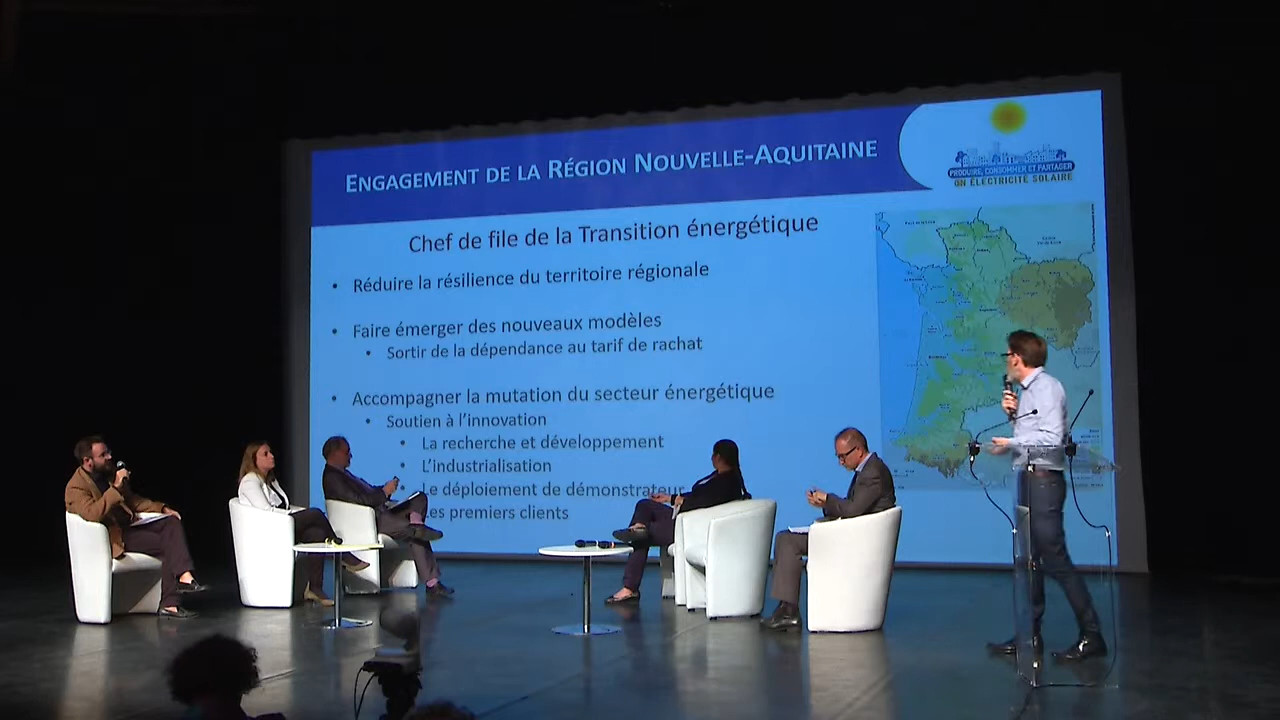 ENGAGEMENT DE LA RÉGION NOUVELLE-AQUITAINE
PRODUIRE, CONSOMMER ET PARTAGER
UN ÉLECTRICITÉ SOLAIRE
Chef de file de la Transition énergétique
• Réduire la résilience du territoire régionale
• Faire émerger des nouveaux modèles
• Sortir de la dépendance au tarif de rachat
• Accompagner la mutation du secteur énergétique
• Soutien à l'innovation
• La recherche et développement
• L'industrialisation
• Le déploiement de démonstrateur
Les premiers clients